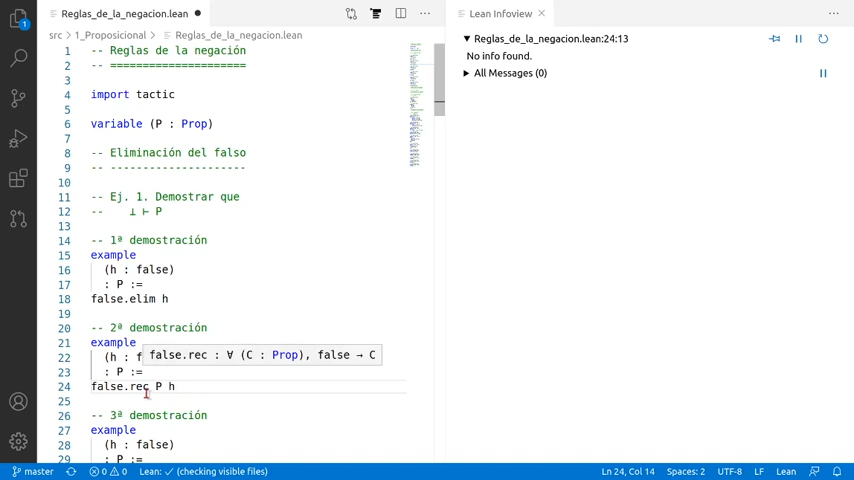 Reglas_de_la_negacion.lean ●
Lean Infoview
src > 1_Proposicional > Reglas_de_la_negacion.lean
1 -- Reglas de la negación
2 -- =====================
3
4 import tactic
5
6 variable (P : Prop)
7
8 -- Eliminación del falso
9 -- ---------------------
10
11 -- Ej. 1. Demostrar que
12 --    ⊥ ⊢ P
13
14 -- 1ª demostración
15 example
16   (h : false)
17   : P :=
18 false.elim h
19
20 -- 2ª demostración
21 example
22   (h : f
false.rec : ∀ (C : Prop), false → C
23   : P :=
24 false.rec P h
25
26 -- 3ª demostración
27 example
28   (h : false)
29   : P :=
Reglas_de_la_negacion.lean:24:13
No info found.
All Messages (0)
1
master
0 0
Lean: ✓ (checking visible files)
Ln 24, Col 14
Spaces: 2
UTF-8
LF
Lean